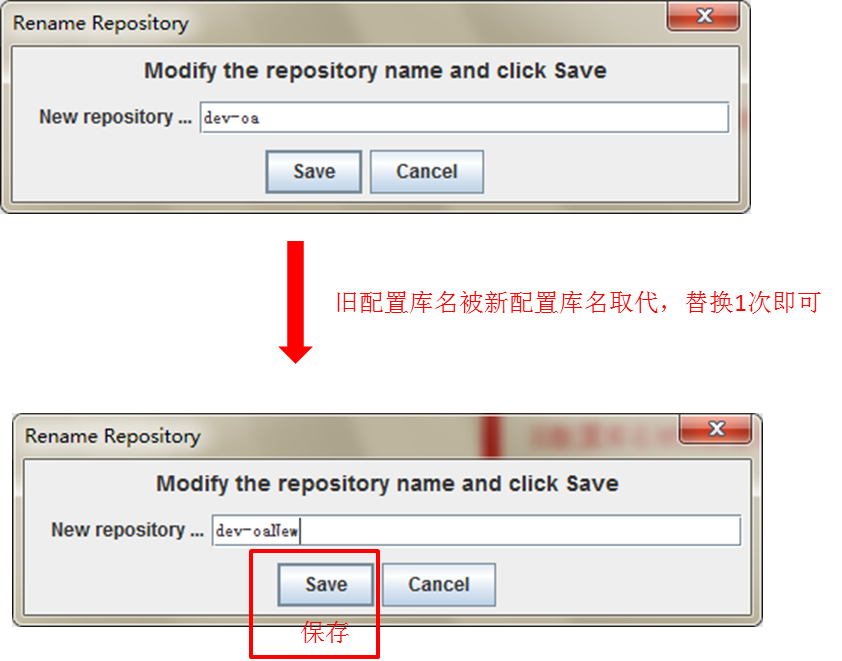 Rename Repository
Modify the repository name and click Save
New repository ... dev-oa
Save Cancel
旧配置库名被新配置库名取代，替换1次即可
Rename Repository
Modify the repository name and click Save
New repository ... dev-oaNew
Save Cancel
保存